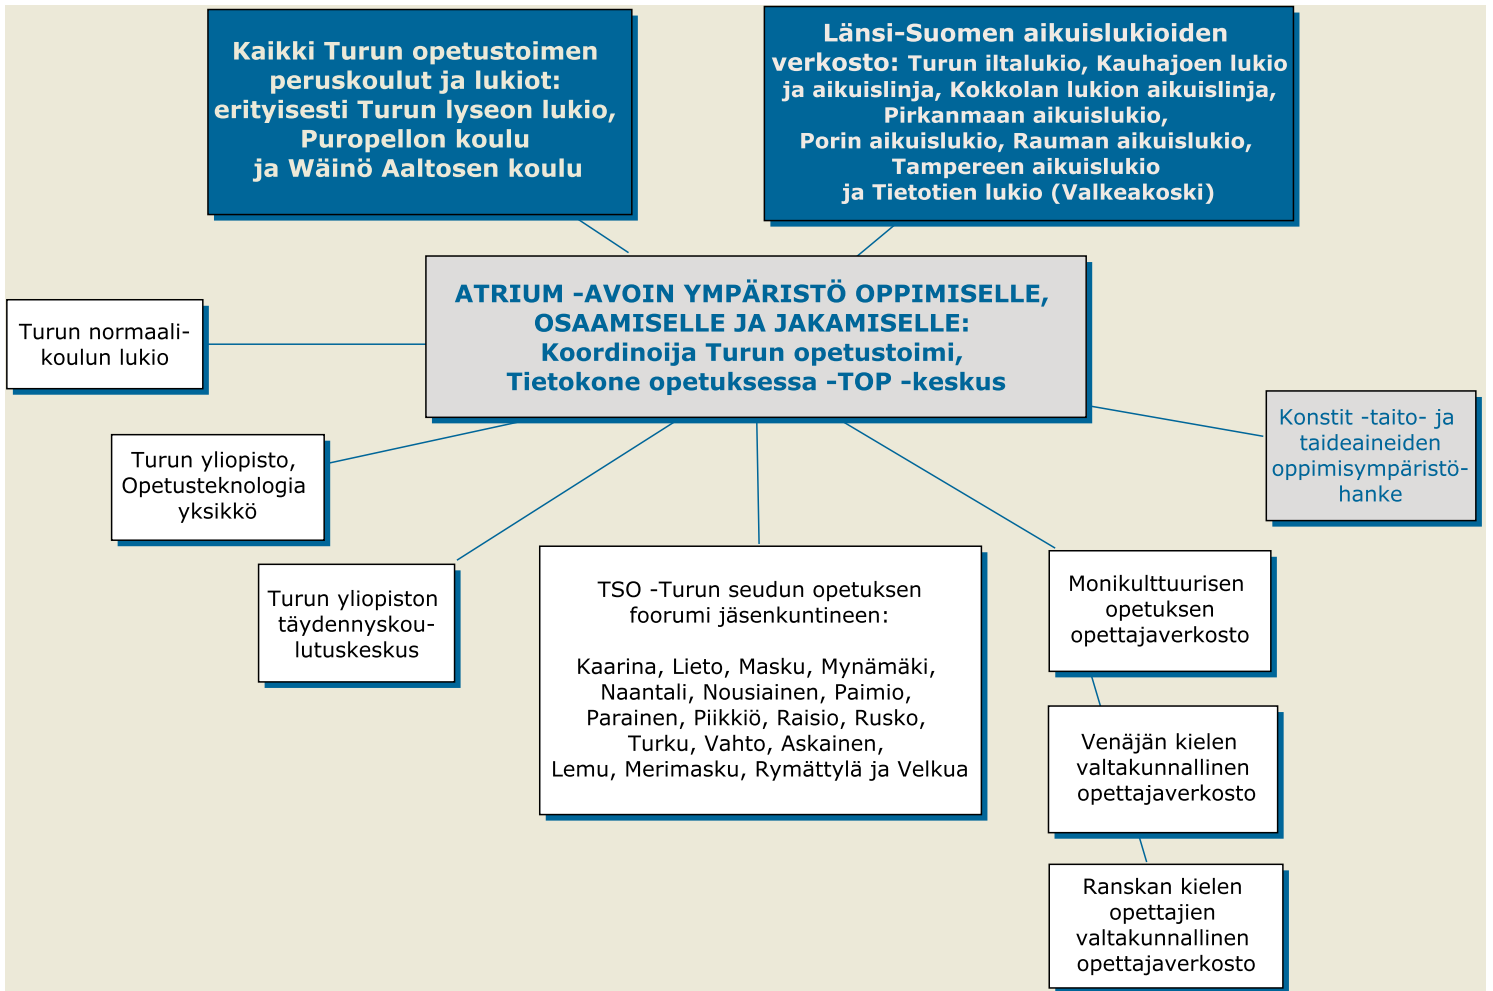 Kaikki Turun opetustoimen
peruskoulut ja lukiot:
erityisesti Turun lyseon lukio,
Puropellon koulu
ja Wäinö Aaltosen koulu
Länsi-Suomen aikuislukioiden
verkosto: Turun iltalukio, Kauhajoen lukio
ja aikuislinja, Kokkolan lukion aikuislinja,
Pirkanmaan aikuislukio,
Porin aikuislukio, Rauman aikuislukio,
Tampereen aikuislukio
ja Tietotien lukio (Valkeakoski)
ATRIUM -AVOIN YMPÄRISTÖ OPPIMISELLE,
OSAAMISELLE JA JAKAMISELLE:
Koordinoija Turun opetustoimi,
Tietokone opetuksessa -TOP -keskus
Turun normaali-
koulun lukio
Konstit -taito- ja
taideaineiden
oppimisympäristö-
hanke
Turun yliopisto,
Opetusteknologia
yksikkö
Turun yliopiston
täydennyskou-
lutuskeskus
TSO -Turun seudun opetuksen
foorumi jäsenkuntineen:
Kaarina, Lieto, Masku, Mynämäki,
Naantali, Nousiainen, Paimio,
Parainen, Piikkiö, Raisio, Rusko,
Turku, Vahto, Askainen,
Lemu, Merimasku, Rymättylä ja Velkua
Monikulttuurisen
opetuksen
opettajaverkosto
Venäjän kielen
valtakunnallinen
opettajaverkosto
Ranskan kielen
opettajien
valtakunnallinen
opettajaverkosto